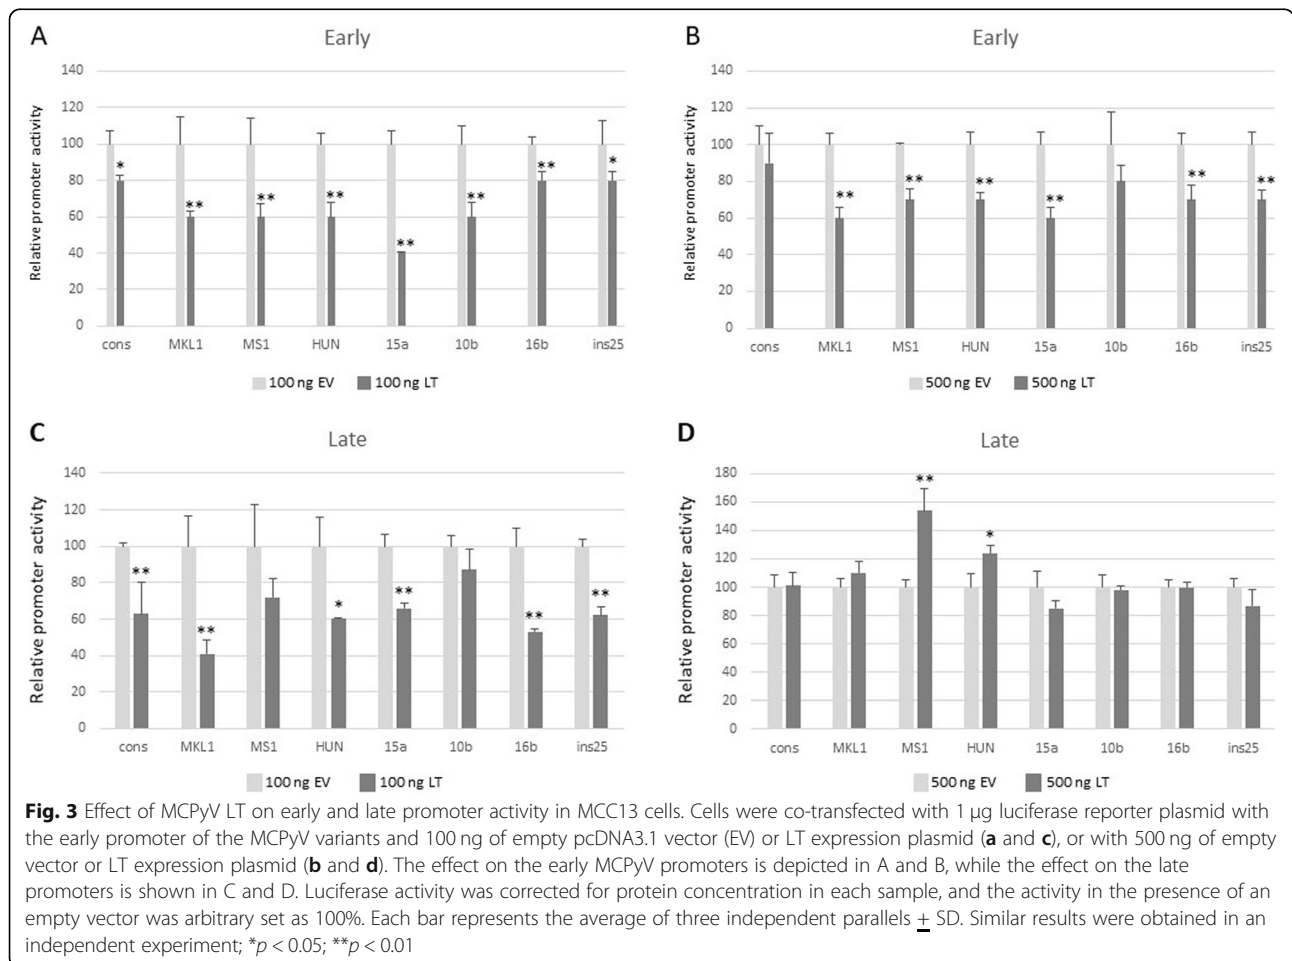 A
Early
Relative promoter activity
140
120
100
80
60
40
20
0
*
**
**
**
**
**
**
*
cons MKL1 MS1 HUN 15a 10b 16b ins25
100 ng EV 100 ng LT
B
Early
Relative promoter activity
140
120
100
80
60
40
20
0
**
**
**
**
**
**
cons MKL1 MS1 HUN 15a 10b 16b ins25
500 ng EV 500 ng LT
C
Late
Relative promoter activity
140
120
100
80
60
40
20
0
**
**
*
**
**
**
cons MKL1 MS1 HUN 15a 10b 16b ins25
100 ng EV 100 ng LT
D
Late
Relative promoter activity
180
160
140
120
100
80
60
40
20
0
**
*
cons MKL1 MS1 HUN 15a 10b 16b ins25
500 ng EV 500 ng LT
Fig. 3 Effect of MCPyV LT on early and late promoter activity in MCC13 cells. Cells were co-transfected with 1 μg luciferase reporter plasmid with
the early promoter of the MCPyV variants and 100 ng of empty pcDNA3.1 vector (EV) or LT expression plasmid (a and c), or with 500 ng of empty
vector or LT expression plasmid (b and d). The effect on the early MCPyV promoters is depicted in A and B, while the effect on the late
promoters is shown in C and D. Luciferase activity was corrected for protein concentration in each sample, and the activity in the presence of an
empty vector was arbitrary set as 100%. Each bar represents the average of three independent parallels + SD. Similar results were obtained in an
independent experiment; *p < 0.05; **p < 0.01